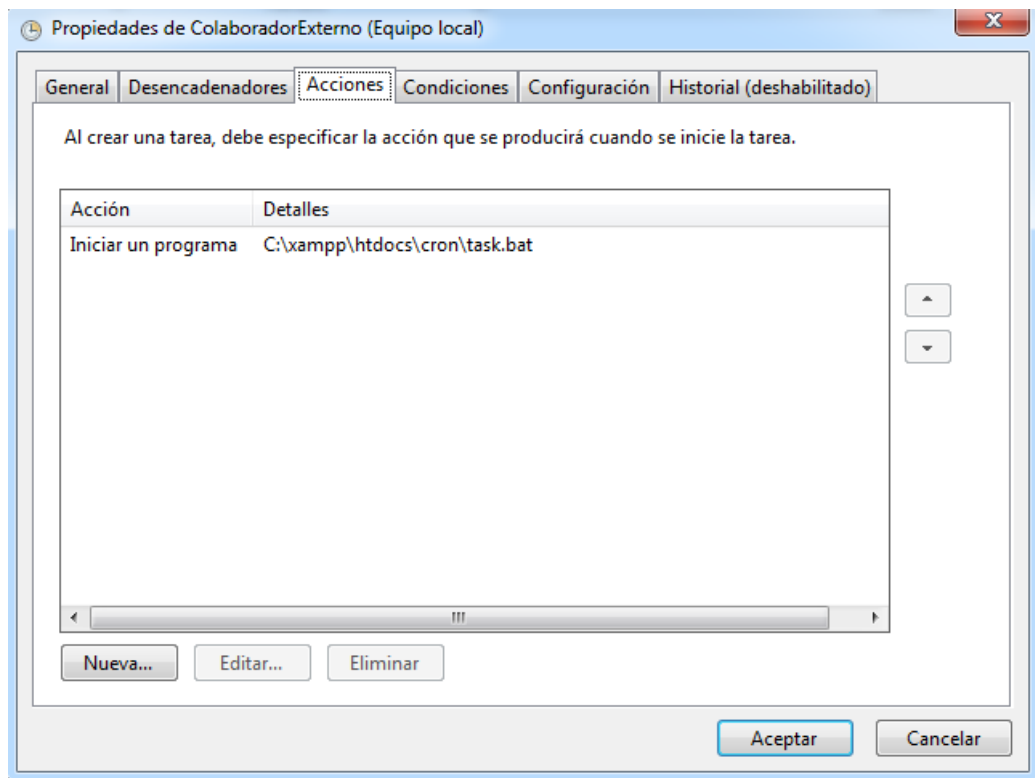 Propiedades de ColaboradorExterno (Equipo local)
General Desencadenadores Acciones Condiciones Configuración Historial (deshabilitado)
Al crear una tarea, debe especificar la acción que se producirá cuando se inicie la tarea.
Acción Detalles
Iniciar un programa C:\xampp\htdocs\cron\task.bat
Nueva... Editar... Eliminar
Aceptar Cancelar